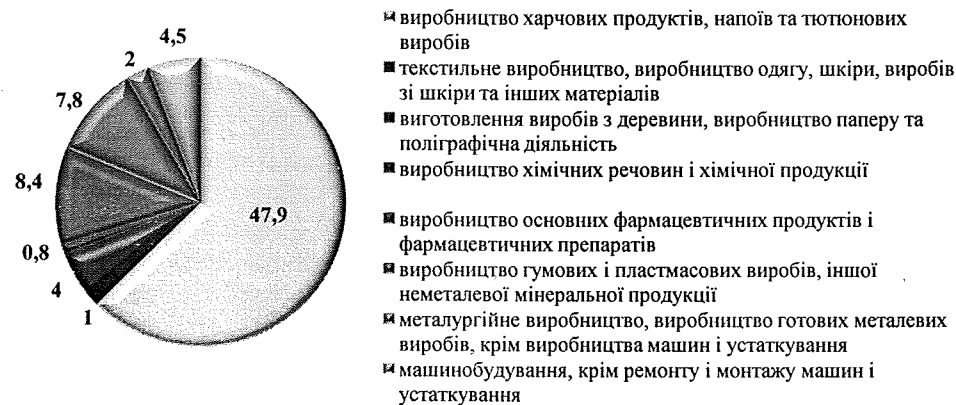 4,5
2
7,8
8,4
0,8
4
1
47,9
виробництво харчових продуктів, напоїв та тютюнових
виробів
текстильне виробництво, виробництво одягу, шкіри, виробів
зі шкіри та інших матеріалів
виготовлення виробів з деревини, виробництво паперу та
поліграфічна діяльність
виробництво хімічних речовин і хімічної продукції
виробництво основних фармацевтичних продуктів і
фармацевтичних препаратів
виробництво гумових і пластмасових виробів, іншої
неметалевої мінеральної продукції
металургійне виробництво, виробництво готових металевих
виробів, крім виробництва машин і устаткування
машинобудування, крім ремонту і монтажу машин і
устаткування